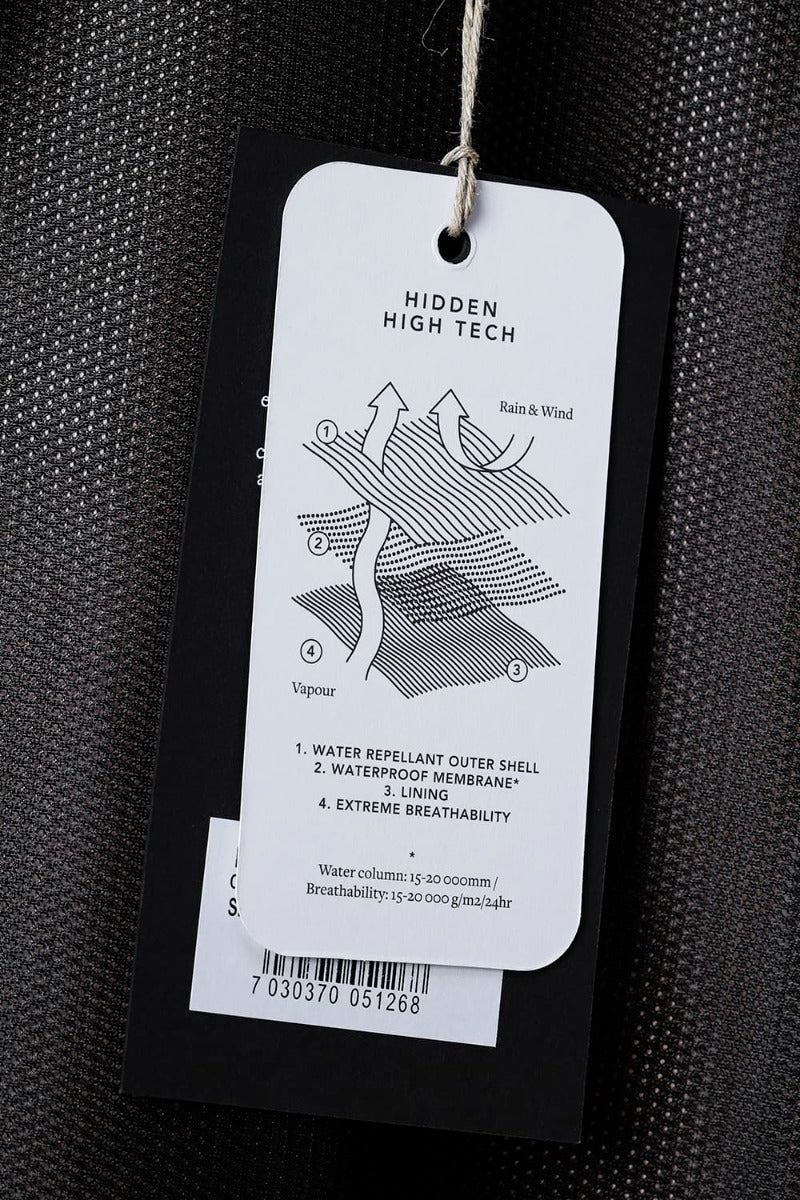 HIDDEN
HIGH TECH
Rain & Wind
1
2
4
3
Vapour
1. WATER REPELLANT OUTER SHELL
2. WATERPROOF MEMBRANE*
3. LINING
4. EXTREME BREATHABILITY
*
Water column: 15-20 000mm /
Breathability: 15-20 000 g/m2/24hr
7 030370 051268